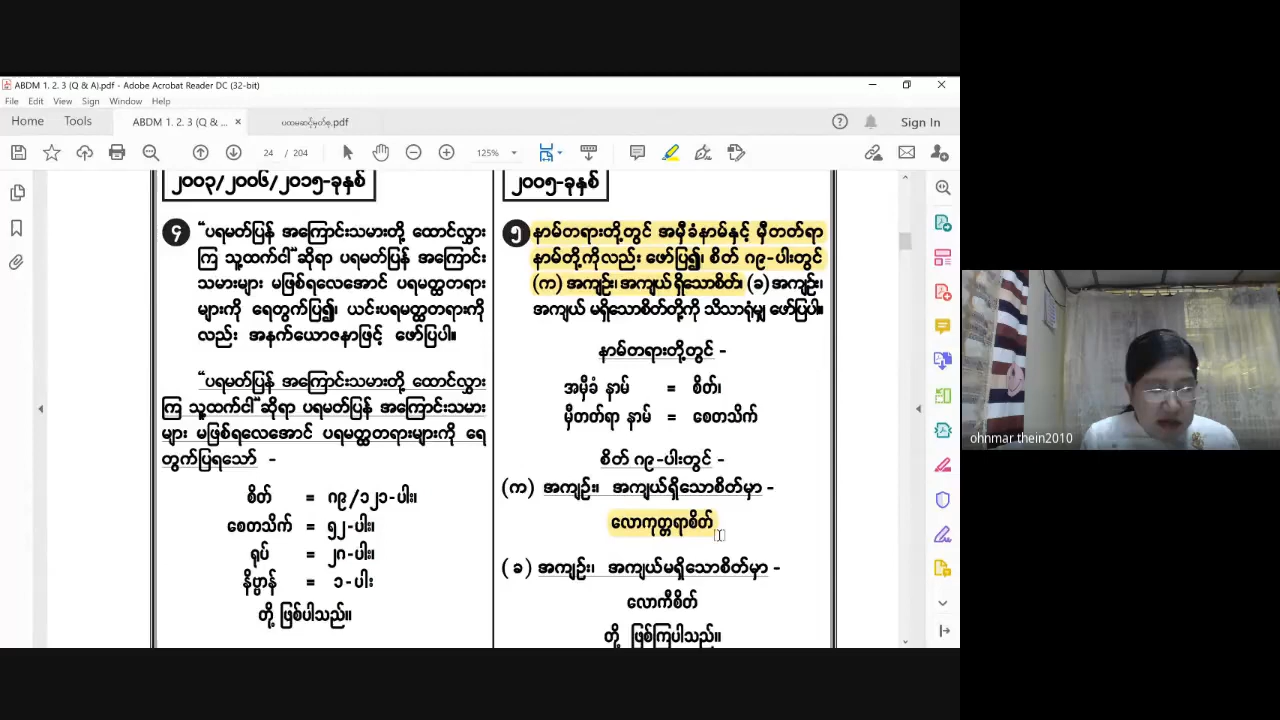 ABDM 1. 2. 3 (Q & A).pdf - Adobe Acrobat Reader DC (32-bit)
File Edit View Sign Window Help
Home Tools ABDM 1. 2. 3 (Q & ... × ပထမဆင့်မှတ်စု.pdf Sign In
24 / 204 125%
၂၀၀၃/၂၀၀၆/၂၀၁၅-ခုနှစ်
၄ "ပရမတ်ပြန် အကြောင်းသမားတို့ ထောင်လွှား
ကြ သူ့ထက်ငါ"ဆိုရာ ပရမတ်ပြန် အကြောင်း
သမားများ မဖြစ်ရလေအောင် ပရမတ္ထတရား
များကို ရေတွက်ပြ၍၊ ယင်းပရမတ္ထတရားကို
လည်း အနက်ယောဇနာဖြင့် ဖော်ပြပါ။
"ပရမတ်ပြန် အကြောင်းသမားတို့ ထောင်လွှား
ကြ သူ့ထက်ငါ"ဆိုရာ ပရမတ်ပြန် အကြောင်းသမား
များ မဖြစ်ရလေအောင် ပရမတ္ထတရားများကို ရေ
တွက်ပြရသော် -
စိတ် = ၈၉/၁၂၁-ပါး၊
စေတသိက် = ၅၂-ပါး၊
ရုပ် = ၂၈-ပါး၊
နိဗ္ဗာန် = ၁-ပါး
တို့ ဖြစ်ပါသည်။
၂၀၀၅-ခုနှစ်
၅ နာမ်တရားတို့တွင် အမှီခံနာမ်နှင့် မှီတတ်ရာ
နာမ်တို့ကိုလည်း ဖော်ပြ၍၊ စိတ် ၈၉-ပါးတွင်
(က) အကျဉ်း၊ အကျယ် ရှိသောစိတ်၊ (ခ) အကျဉ်း၊
အကျယ် မရှိသောစိတ်တို့ကို သိသာရုံမျှ ဖော်ပြပါ။
နာမ်တရားတို့တွင် -
အမှီခံ နာမ် = စိတ်၊
မှီတတ်ရာ နာမ် = စေတသိက်
စိတ် ၈၉-ပါးတွင် -
(က) အကျဉ်း၊ အကျယ်ရှိသောစိတ်မှာ -
လောကုတ္တရာစိတ်
(ခ) အကျဉ်း၊ အကျယ်မရှိသောစိတ်မှာ -
လောကီစိတ်
တို့ ဖြစ်ကြပါသည်။
ohnmar thein2010